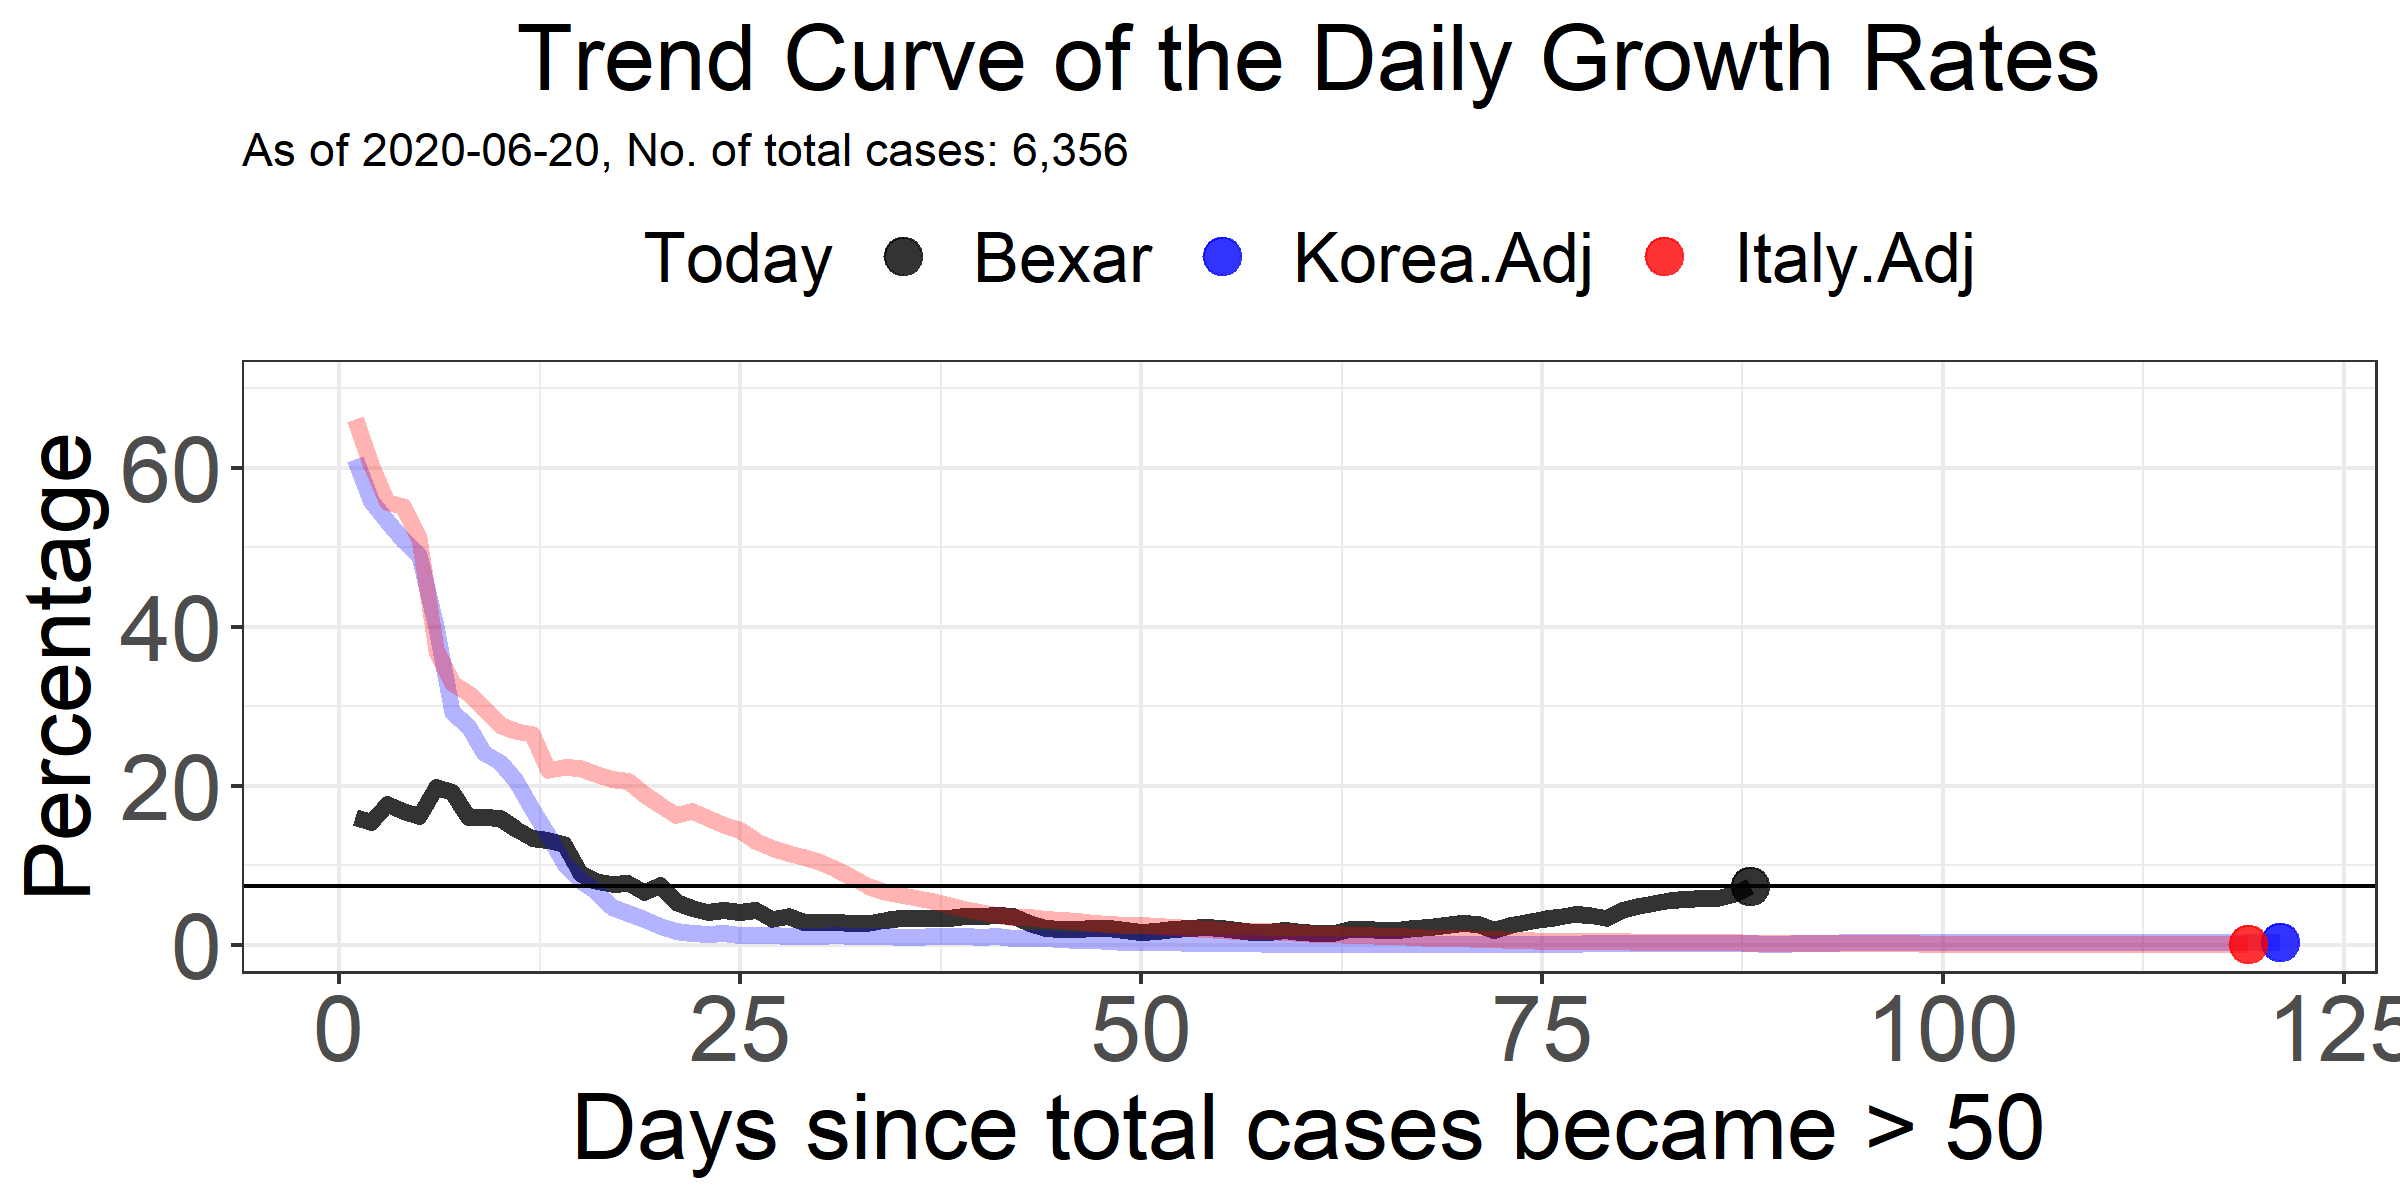 Trend Curve of the Daily Growth Rates
As of 2020-06-20, No. of total cases: 6,356
Today Bexar Korea.Adj Italy.Adj
Percentage
60
40
20
0
0 25 50 75 100 125
Days since total cases became > 50